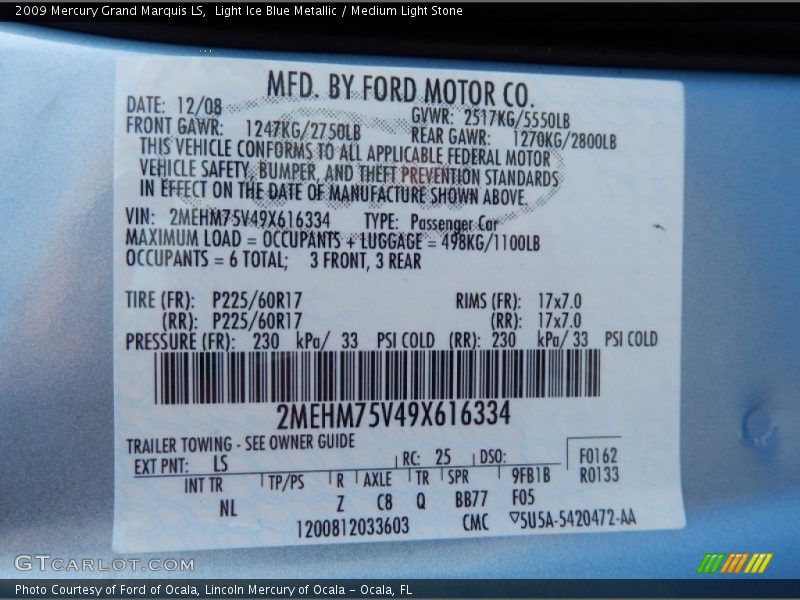 2009 Mercury Grand Marquis LS, Light Ice Blue Metallic / Medium Light Stone
MFD. BY FORD MOTOR CO.
DATE: 12/08 GVWR: 2517KG/5550LB
FRONT GAWR: 1247KG/2750LB REAR GAWR: 1270KG/2800LB
THIS VEHICLE CONFORMS TO ALL APPLICABLE FEDERAL MOTOR
VEHICLE SAFETY, BUMPER, AND THEFT PREVENTION STANDARDS
IN EFFECT ON THE DATE OF MANUFACTURE SHOWN ABOVE.
VIN: 2MEHM75V49X616334 TYPE: Passenger Car
MAXIMUM LOAD = OCCUPANTS + LUGGAGE = 498KG/1100LB
OCCUPANTS = 6 TOTAL; 3 FRONT, 3 REAR
TIRE (FR): P225/60R17 RIMS (FR): 17x7.0
(RR): P225/60R17 (RR): 17x7.0
PRESSURE (FR): 230 kPa/ 33 PSI COLD (RR): 230 kPa/ 33 PSI COLD
2MEHM75V49X616334
TRAILER TOWING - SEE OWNER GUIDE
EXT PNT: LS RC: 25 DSO: F0162
INT TR TP/PS R AXLE TR SPR 9FB1B R0133
NL Z C8 Q BB77 F05
1200812033603 CMC ▽5U5A-5420472-AA
GTCARLOT.COM
Photo Courtesy of Ford of Ocala, Lincoln Mercury of Ocala – Ocala, FL